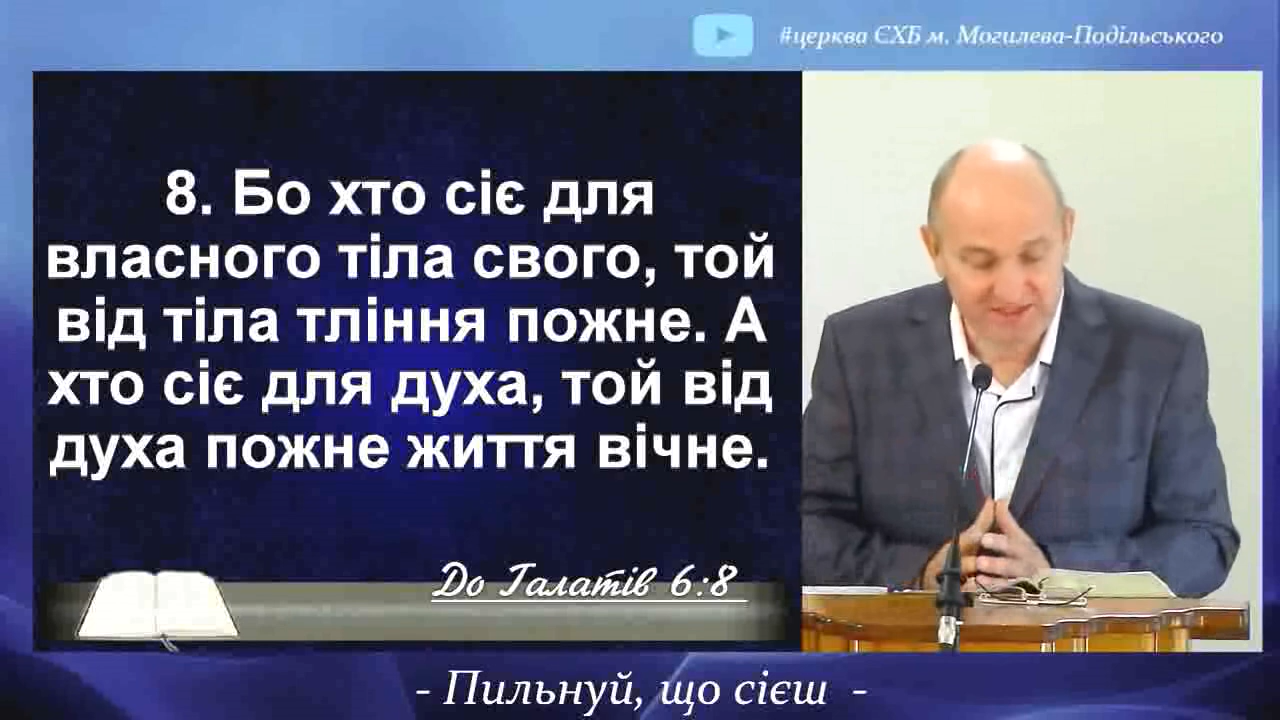 #церква ЄХБ м. Могилева-Подільського
8. Бо хто сіє для
власного тіла свого, той
від тіла тління пожне. А
хто сіє для духа, той від
духа пожне життя вічне.
До Галатів 6:8
- Пильнуй, що сієш -